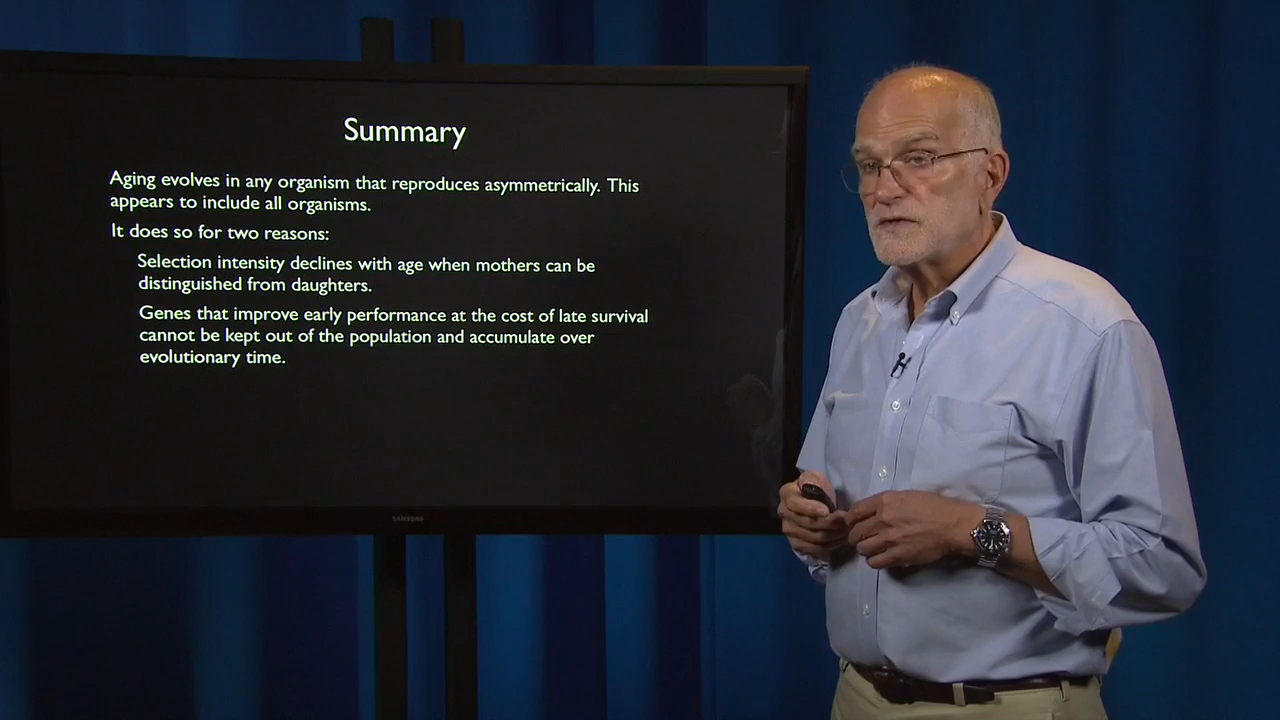 Summary
Aging evolves in any organism that reproduces asymmetrically. This
appears to include all organisms.
It does so for two reasons:
Selection intensity declines with age when mothers can be
distinguished from daughters.
Genes that improve early performance at the cost of late survival
cannot be kept out of the population and accumulate over
evolutionary time.
SAMSUNG